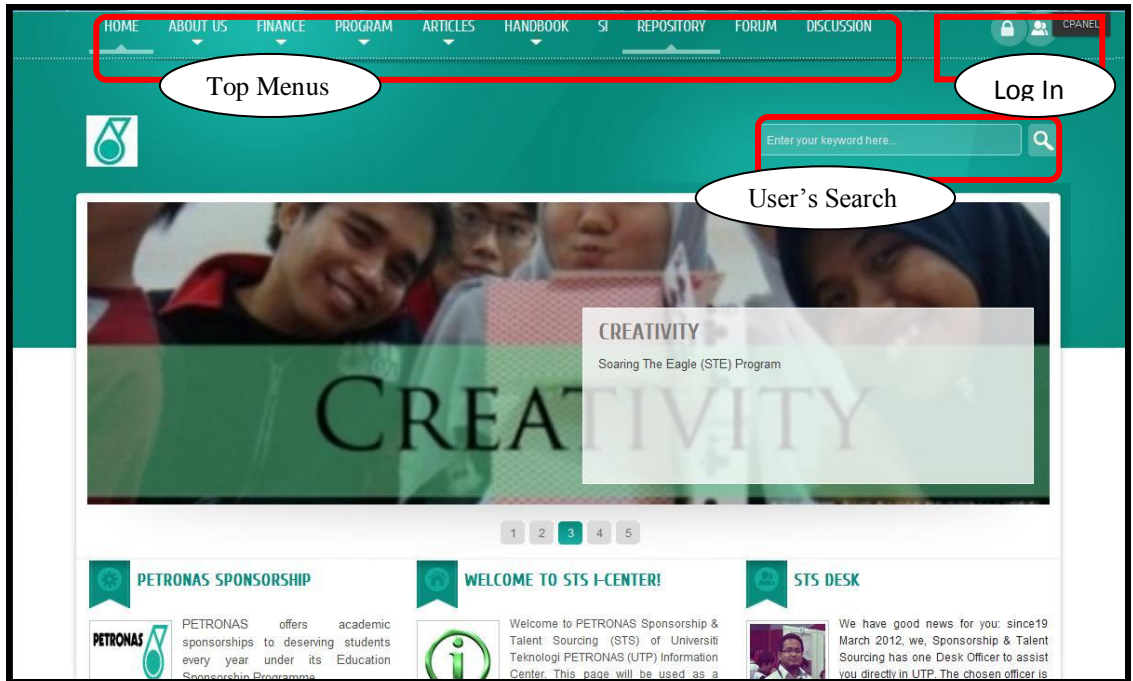 HOME ABOUT US FINANCE PROGRAM ARTICLES HANDBOOK SI REPOSITORY FORUM DISCUSSION CPANEL
Top Menus
Log In
Enter your keyword here...
User's Search
CREATIVITY
Soaring The Eagle (STE) Program
CREATIVITY
1 2 3 4 5
PETRONAS SPONSORSHIP
PETRONAS
PETRONAS offers academic
sponsorships to deserving students
every year under its Education
Sponsorship Programme
WELCOME TO STS I-CENTER!
Welcome to PETRONAS Sponsorship &
Talent Sourcing (STS) of Universiti
Teknologi PETRONAS (UTP) Information
Center. This page will be used as a
STS DESK
We have good news for you: since19
March 2012, we, Sponsorship & Talent
Sourcing has one Desk Officer to assist
you directly in UTP. The chosen officer is